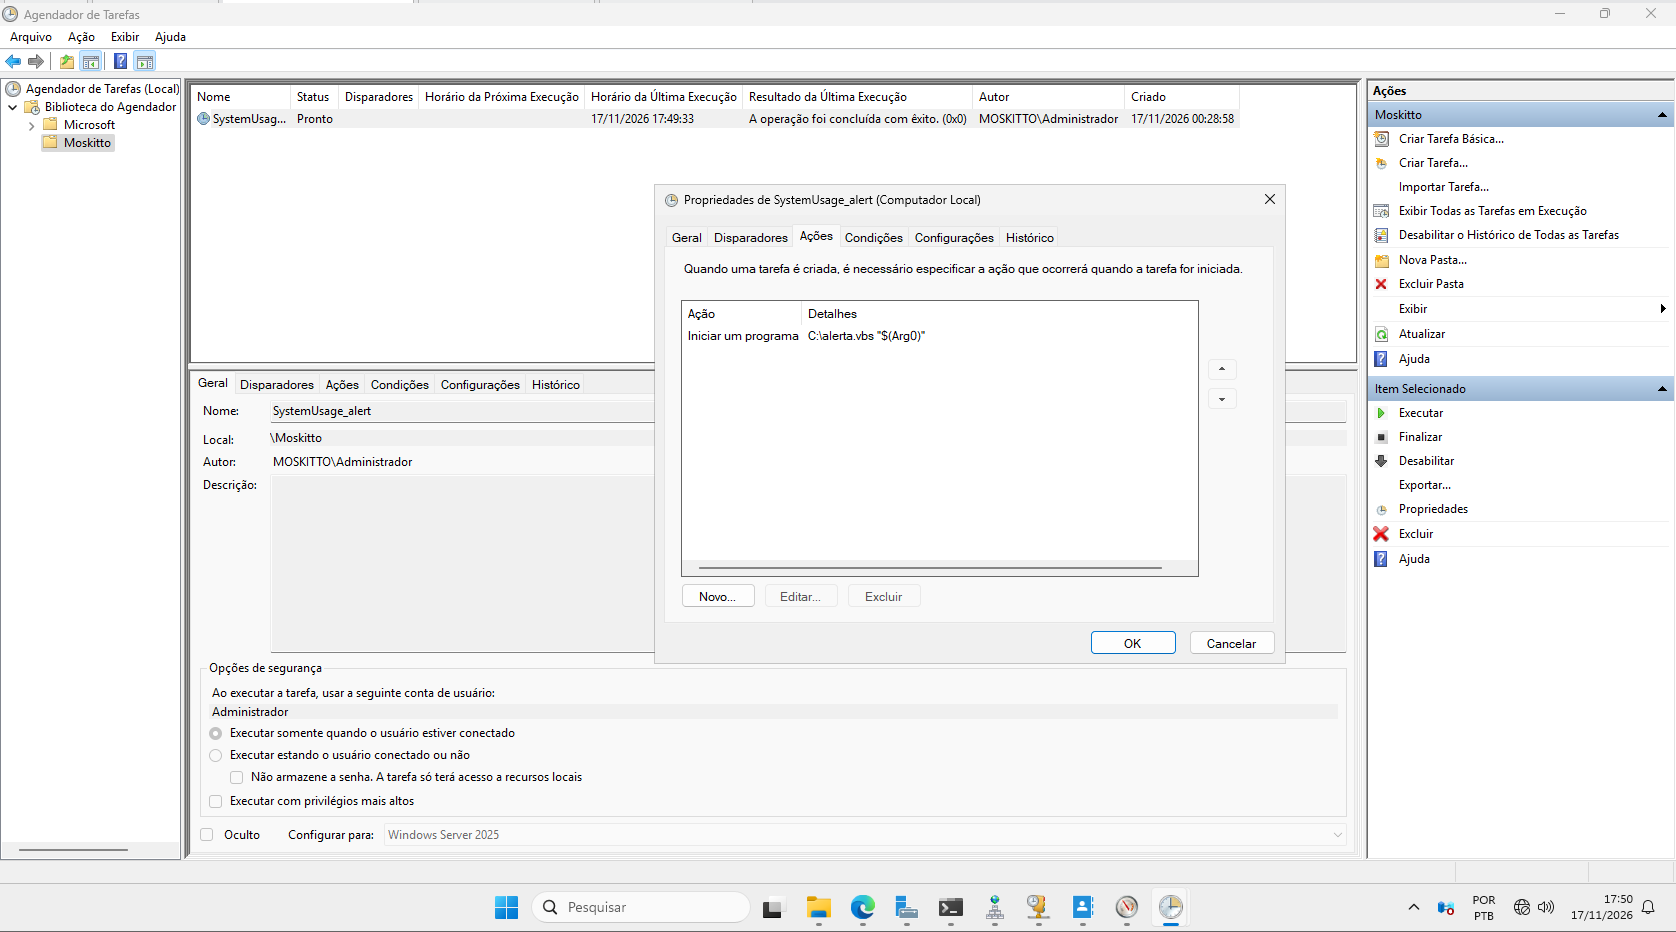 Agendador de Tarefas
Arquivo Ação Exibir Ajuda
Agendador de Tarefas (Local)
Biblioteca do Agendador
Microsoft
Moskitto
Nome Status Disparadores Horário da Próxima Execução Horário da Última Execução Resultado da Última Execução Autor Criado
SystemUsag... Pronto 17/11/2026 17:49:33 A operação foi concluída com êxito. (0x0) MOSKITTO\Administrador 17/11/2026 00:28:58
Propriedades de SystemUsage_alert (Computador Local)
Geral Disparadores Ações Condições Configurações Histórico
Quando uma tarefa é criada, é necessário especificar a ação que ocorrerá quando a tarefa for iniciada.
Ação Detalhes
Iniciar um programa C:\alerta.vbs "$(Arg0)"
Novo... Editar... Excluir
OK Cancelar
Geral Disparadores Ações Condições Configurações Histórico
Nome: SystemUsage_alert
Local: \Moskitto
Autor: MOSKITTO\Administrador
Descrição:
Opções de segurança
Ao executar a tarefa, usar a seguinte conta de usuário:
Administrador
Executar somente quando o usuário estiver conectado
Executar estando o usuário conectado ou não
Não armazene a senha. A tarefa só terá acesso a recursos locais
Executar com privilégios mais altos
Oculto Configurar para: Windows Server 2025
Ações
Moskitto
Criar Tarefa Básica...
Criar Tarefa...
Importar Tarefa...
Exibir Todas as Tarefas em Execução
Desabilitar o Histórico de Todas as Tarefas
Nova Pasta...
Excluir Pasta
Exibir
Atualizar
Ajuda
Item Selecionado
Executar
Finalizar
Desabilitar
Exportar...
Propriedades
Excluir
Ajuda
Pesquisar
POR
PTB
17:50
17/11/2026